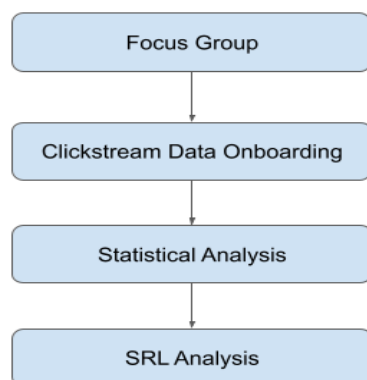 Focus Group
Clickstream Data Onboarding
Statistical Analysis
SRL Analysis